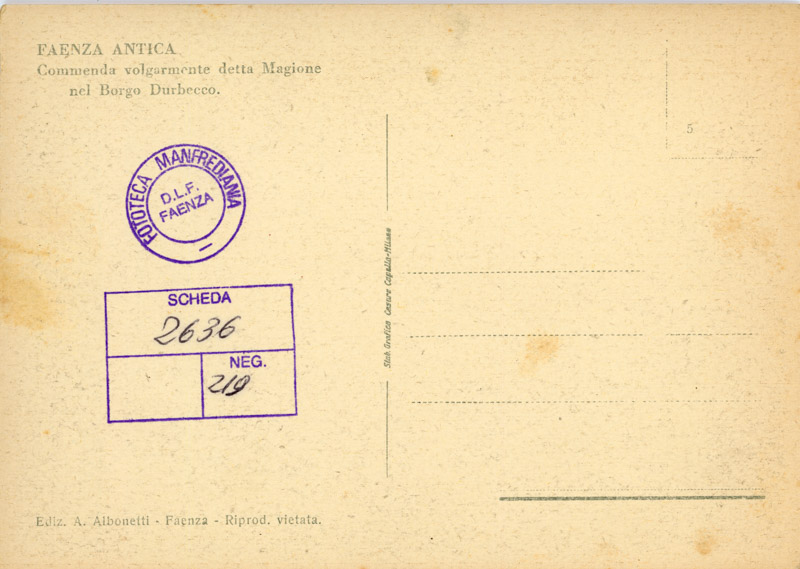 FAENZA ANTICA
Commenda volgarmente detta Magione
nel Borgo Durbecco.
5
FOTOTECA MANFREDIANA
D.L.F.
FAENZA
SCHEDA
2636
NEG.
219
Stab. Grafico Cesare Capello-Milano
Ediz. A. Albonetti - Faenza - Riprod. vietata.